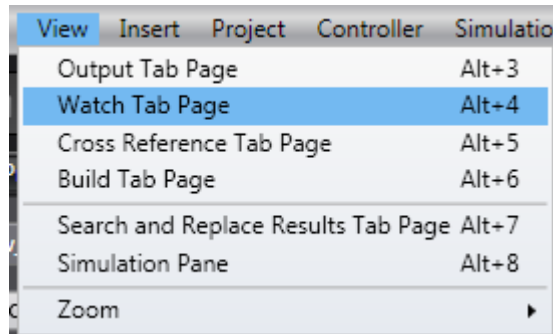 View Insert Project Controller Simulatio
Output Tab Page Alt+3
Watch Tab Page Alt+4
Cross Reference Tab Page Alt+5
Build Tab Page Alt+6
Search and Replace Results Tab Page Alt+7
Simulation Pane Alt+8
Zoom